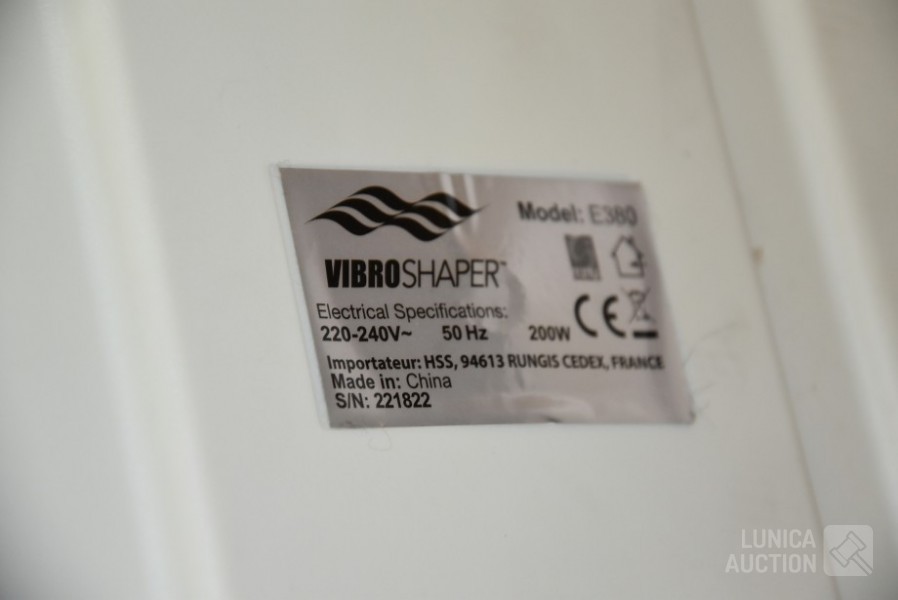 Model: E380
VIBROSHAPER™
Electrical Specifications:
220-240V~ 50 Hz 200W
CE
Importateur: HSS, 94613 RUNGIS CEDEX, FRANCE
Made in: China
S/N: 221822
LUNICA
AUCTION